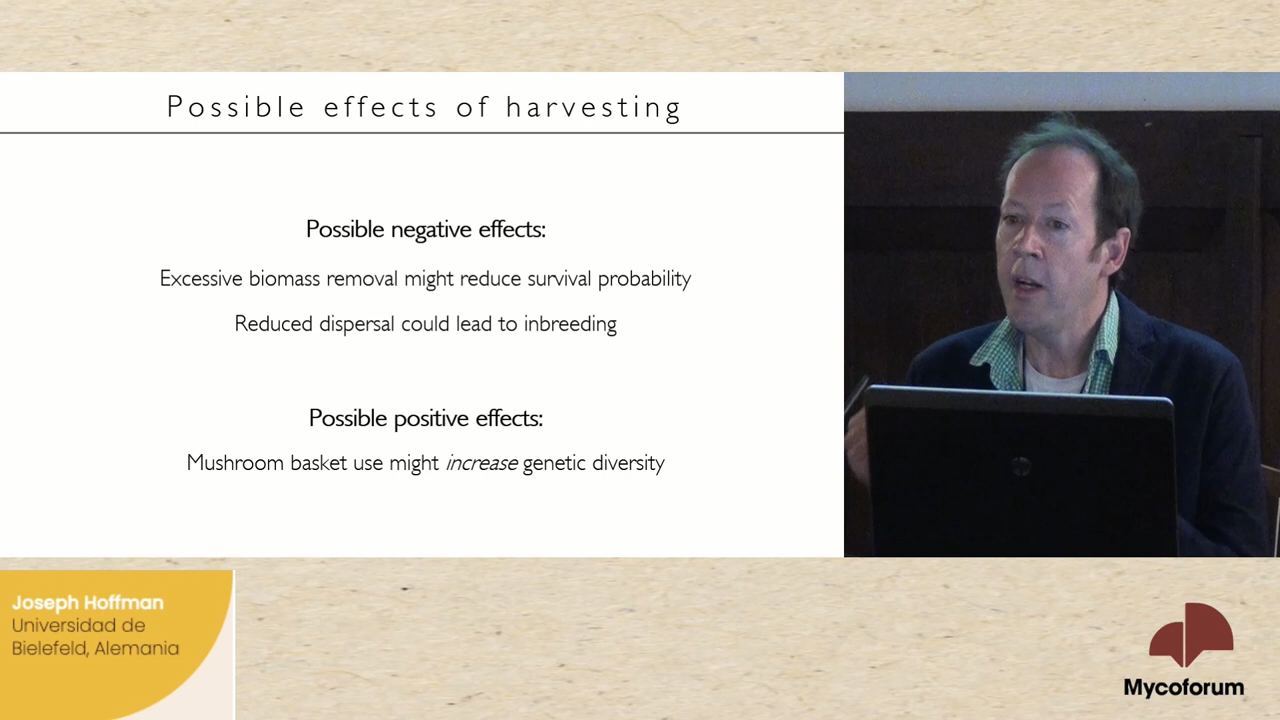 Possible effects of harvesting
Possible negative effects:
Excessive biomass removal might reduce survival probability
Reduced dispersal could lead to inbreeding
Possible positive effects:
Mushroom basket use might increase genetic diversity
Joseph Hoffman
Universidad de
Bielefeld, Alemania
Mycoforum